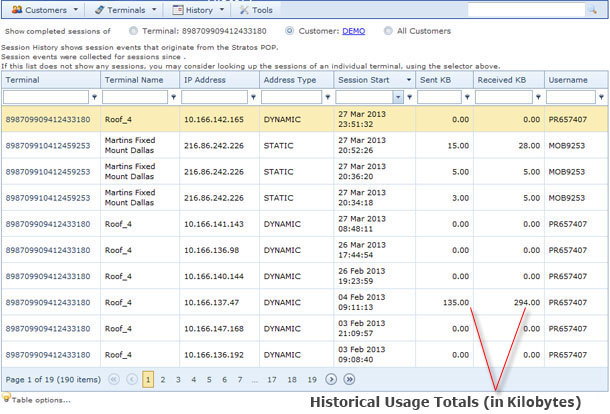 Customers Terminals History Tools
Show completed sessions of Terminal: 898709909412433180 Customer: DEMO All Customers
Session History shows session events that originate from the Stratos POP.
Session events were collected for sessions since .
If this list does not show any sessions, you may consider looking up the sessions of an individual terminal, using the selector above.
Terminal Terminal Name IP Address Address Type Session Start Sent KB Received KB Username
898709909412433180 Roof_4 10.166.142.165 DYNAMIC 27 Mar 2013 23:51:32 0.00 0.00 PR657407
898709910412459253 Martins Fixed Mount Dallas 216.86.242.226 STATIC 27 Mar 2013 20:52:26 15.00 28.00 MOB9253
898709910412459253 Martins Fixed Mount Dallas 216.86.242.226 STATIC 27 Mar 2013 20:36:20 5.00 5.00 MOB9253
898709910412459253 Martins Fixed Mount Dallas 216.86.242.226 STATIC 27 Mar 2013 20:34:18 3.00 5.00 MOB9253
898709909412433180 Roof_4 10.166.141.143 DYNAMIC 27 Mar 2013 08:48:11 0.00 0.00 PR657407
898709909412433180 Roof_4 10.166.136.98 DYNAMIC 26 Mar 2013 17:44:54 0.00 0.00 PR657407
898709909412433180 Roof_4 10.166.140.144 DYNAMIC 26 Feb 2013 19:23:59 0.00 0.00 PR657407
898709909412433180 Roof_4 10.166.137.47 DYNAMIC 04 Feb 2013 09:11:13 135.00 294.00 PR657407
898709909412433180 Roof_4 10.166.147.168 DYNAMIC 03 Feb 2013 21:09:57 0.00 0.00 PR657407
898709909412433180 Roof_4 10.166.136.192 DYNAMIC 03 Feb 2013 09:08:40 0.00 0.00 PR657407
Page 1 of 19 (190 items) 1 2 3 4 5 6 7 ... 17 18 19
Table options...
Historical Usage Totals (in Kilobytes)